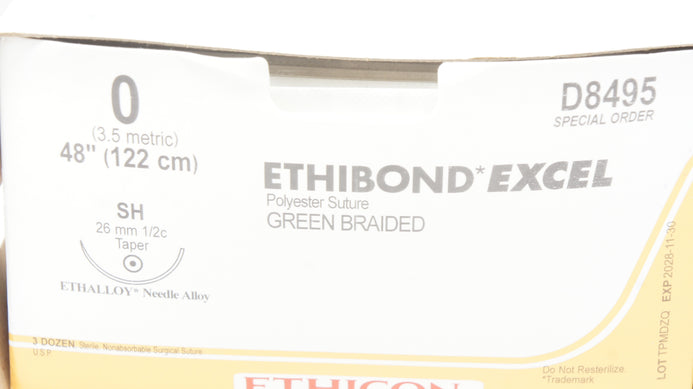 0
(3.5 metric)
48" (122 cm)
SH
26 mm 1/2c
Taper
ETHALLOY* Needle Alloy
D8495
SPECIAL ORDER
ETHIBOND* EXCEL
Polyester Suture
GREEN BRAIDED
3 DOZEN Sterile, Nonabsorbable Surgical Suture
U.S.P.
ETHICON
Do Not Resterilize.
*Trademark
LOT TPMDZQ EXP 2028-11-30